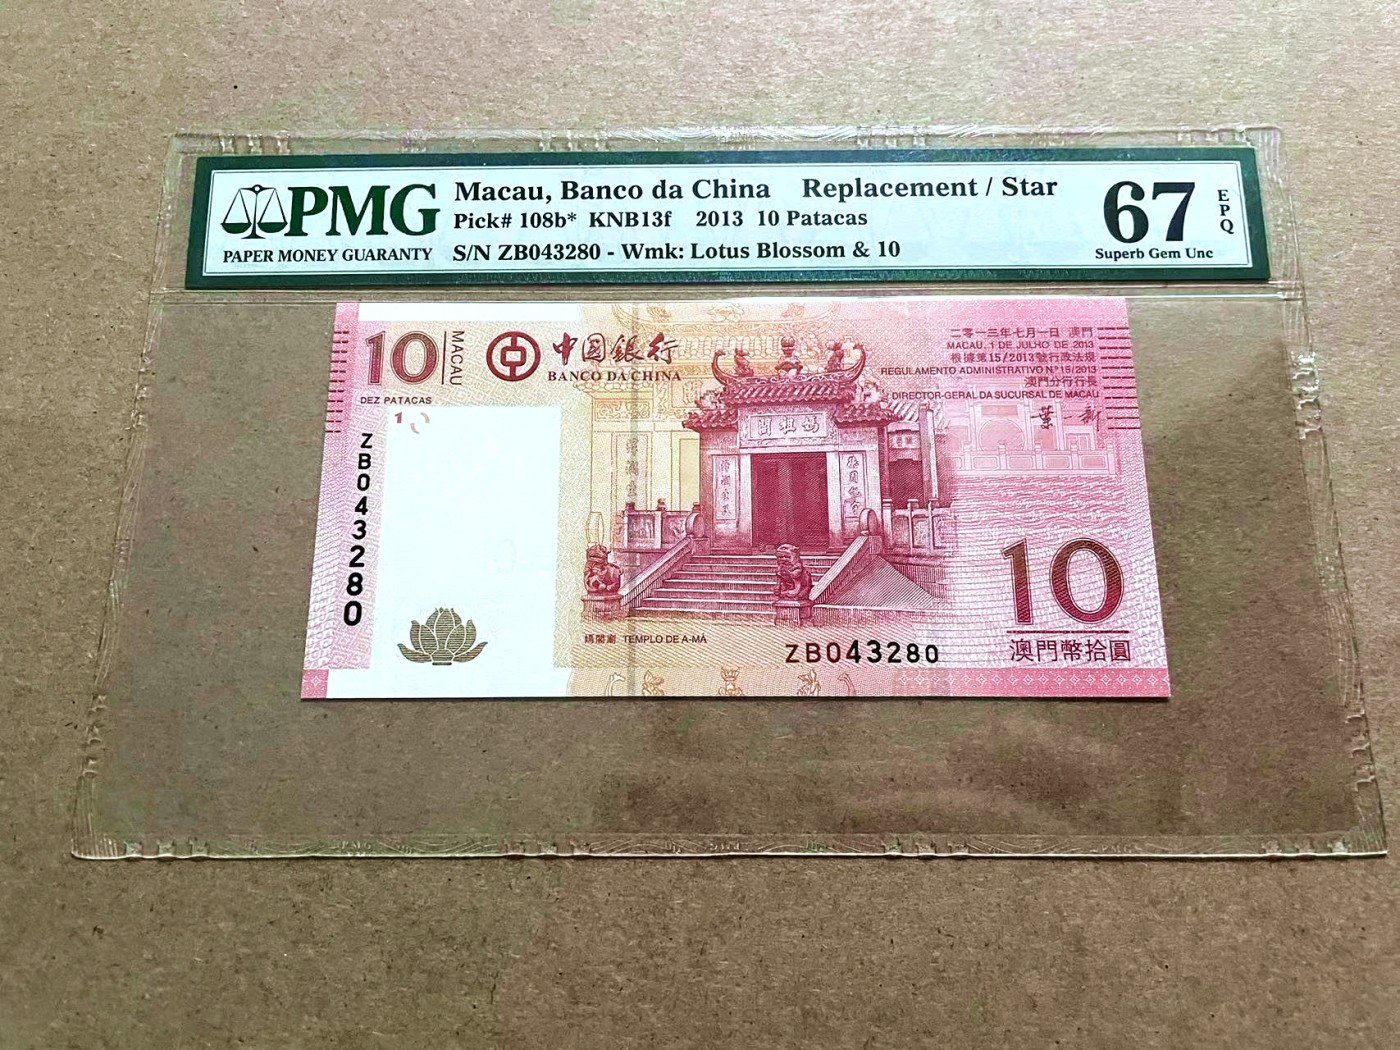 PMG
PAPER MONEY GUARANTY
Macau, Banco da China Replacement / Star
Pick# 108b* KNB13f 2013 10 Patacas
S/N ZB043280 - Wmk: Lotus Blossom & 10
67
EPQ
Superb Gem Unc
10
MACAU
DEZ PATACAS
中國銀行
BANCO DA CHINA
二零一三年七月一日 澳門
MACAU, 1 DE JULHO DE 2013
根據第15/2013號行政法規
REGULAMENTO ADMINISTRATIVO N.º 15/2013
澳門分行行長
DIRECTOR-GERAL DA SUCURSAL DE MACAU
ZB043280
媽祖閣
媽閣廟 TEMPLO DE A-MÁ
ZB043280
10
澳門幣拾圓